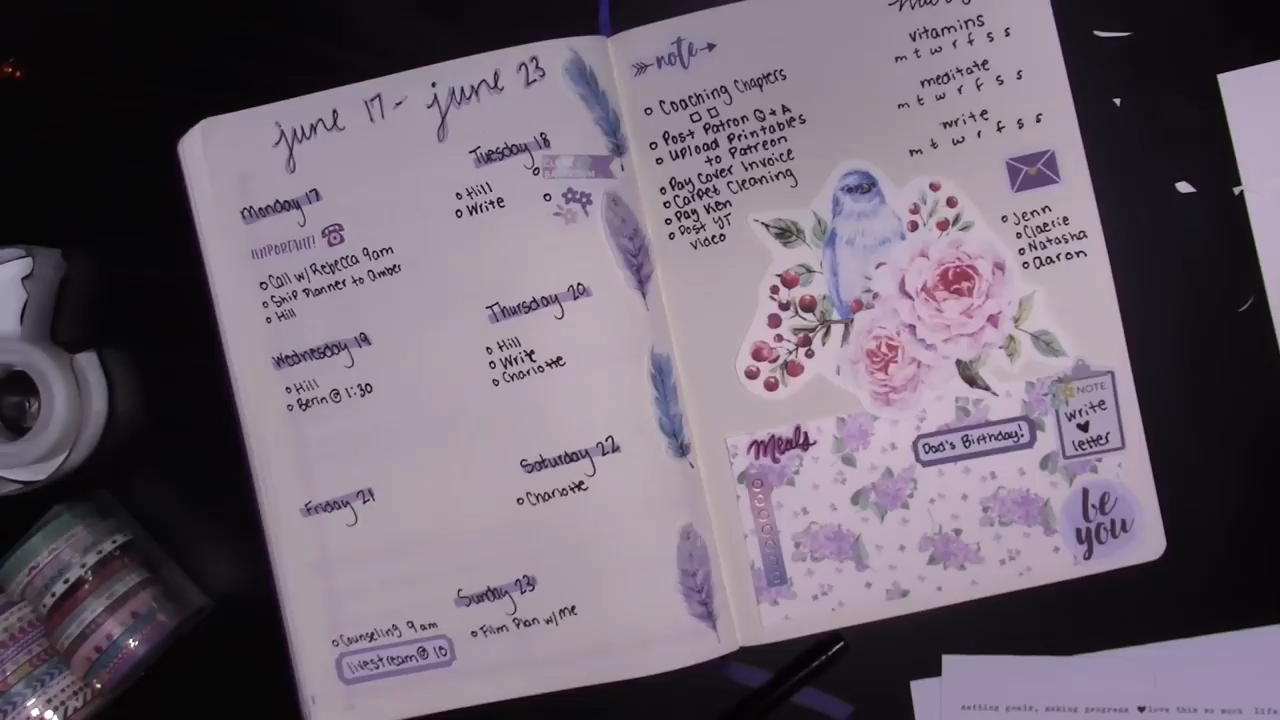 june 17 - june 23
Monday 17
IMPORTANT!
Call w/ Rebecca 9am
Ship Planner to Amber
Hill
Tuesday 18
Hill
Write
Wednesday 19
Hill
Berin @ 1:30
Thursday 20
Hill
Write
Charlotte
Friday 21
Counseling 9 am
livestream @ 10
Saturday 22
Charlotte
Sunday 23
Film Plan w/ Me
note
Coaching Chapters
Post Patron Q + A
Upload Printables
to Patreon
Pay Cover Invoice
Carpet Cleaning
Pay Ken
Post YT
Video
vitamins
m t w r f s s
meditate
m t w r f s s
write
m t w r f s s
Jenn
Claerie
Natasha
Aaron
Meals
Dad's Birthday!
NOTE
write
letter
be
you
setting goals, making progress ♥ love this so much life